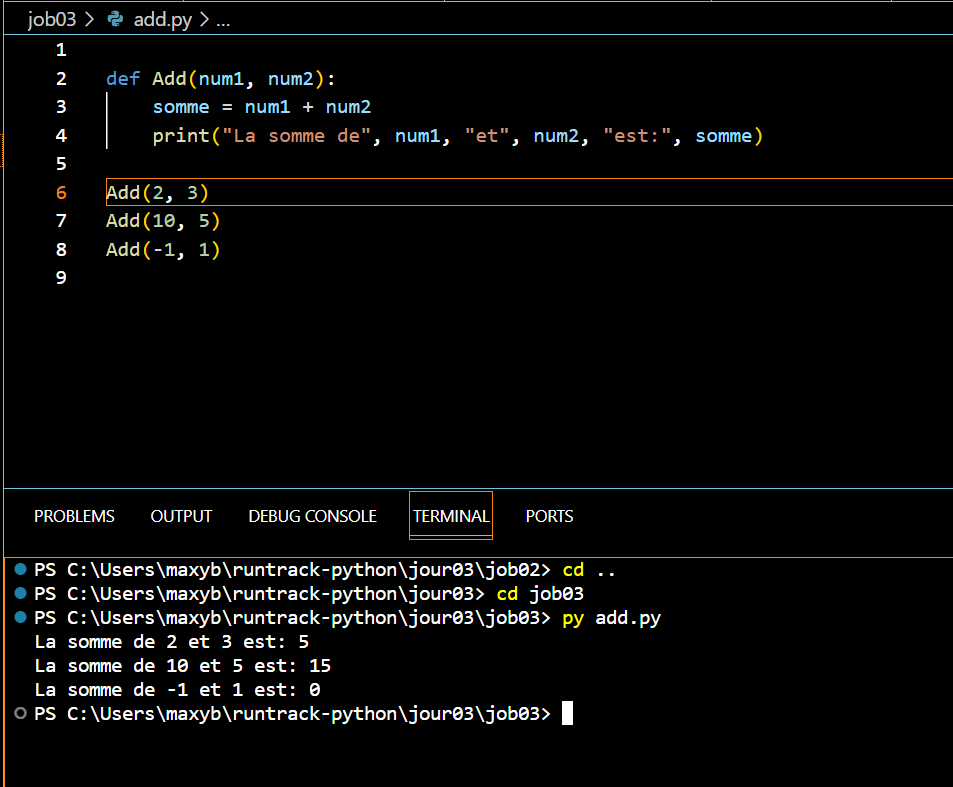 job03 > add.py > ...
1
2 def Add(num1, num2):
3     somme = num1 + num2
4     print("La somme de", num1, "et", num2, "est:", somme)
5
6 Add(2, 3)
7 Add(10, 5)
8 Add(-1, 1)
9
PROBLEMS OUTPUT DEBUG CONSOLE TERMINAL PORTS
PS C:\Users\maxyb\runtrack-python\jour03\job02> cd ..
PS C:\Users\maxyb\runtrack-python\jour03> cd job03
PS C:\Users\maxyb\runtrack-python\jour03\job03> py add.py
La somme de 2 et 3 est: 5
La somme de 10 et 5 est: 15
La somme de -1 et 1 est: 0
PS C:\Users\maxyb\runtrack-python\jour03\job03>